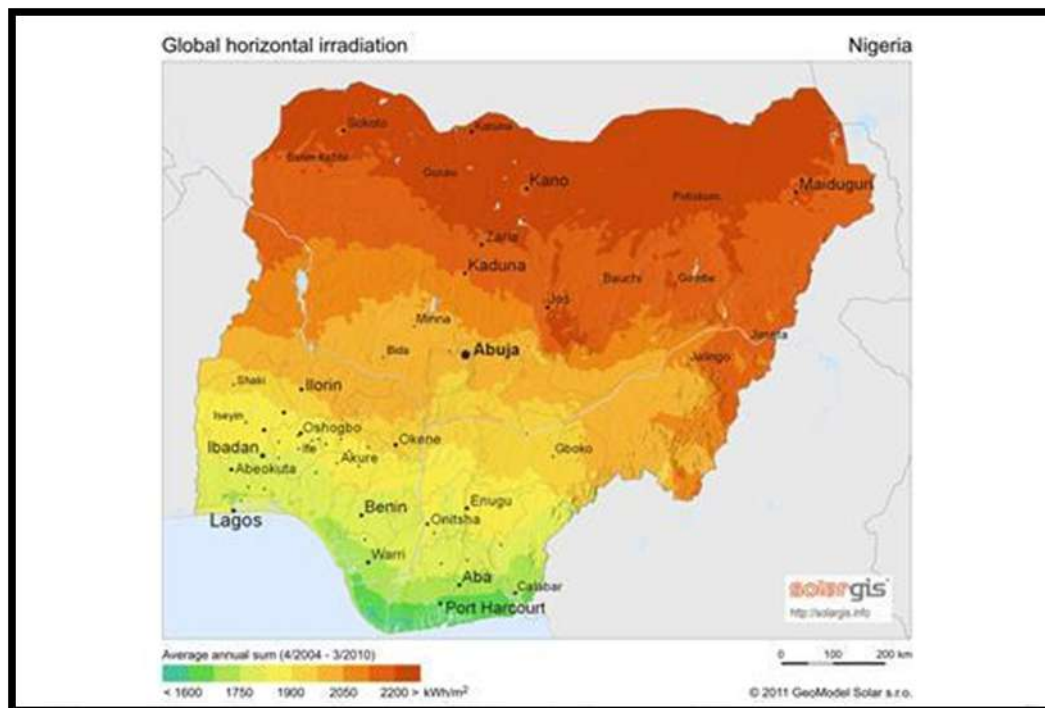 Global horizontal irradiation
Nigeria
Sokoto
Katsina
Birnin Kebbi
Gusau
Kano
Potiskum
Maiduguri
Zaria
Kaduna
Bauchi
Gombe
Jos
Minna
Bida
Abuja
Jimeta
Jalingo
Shaki
Ilorin
Iseyin
Oshogbo
Ibadan
Ife
Akure
Okene
Gboko
Abeokuta
Lagos
Benin
Enugu
Onitsha
Warri
Aba
Calabar
Port Harcourt
solargis
http://solargis.info
Average annual sum (4/2004 - 3/2010)
0 100 200 km
< 1600 1750 1900 2050 2200 > kWh/m²
© 2011 GeoModel Solar s.r.o.